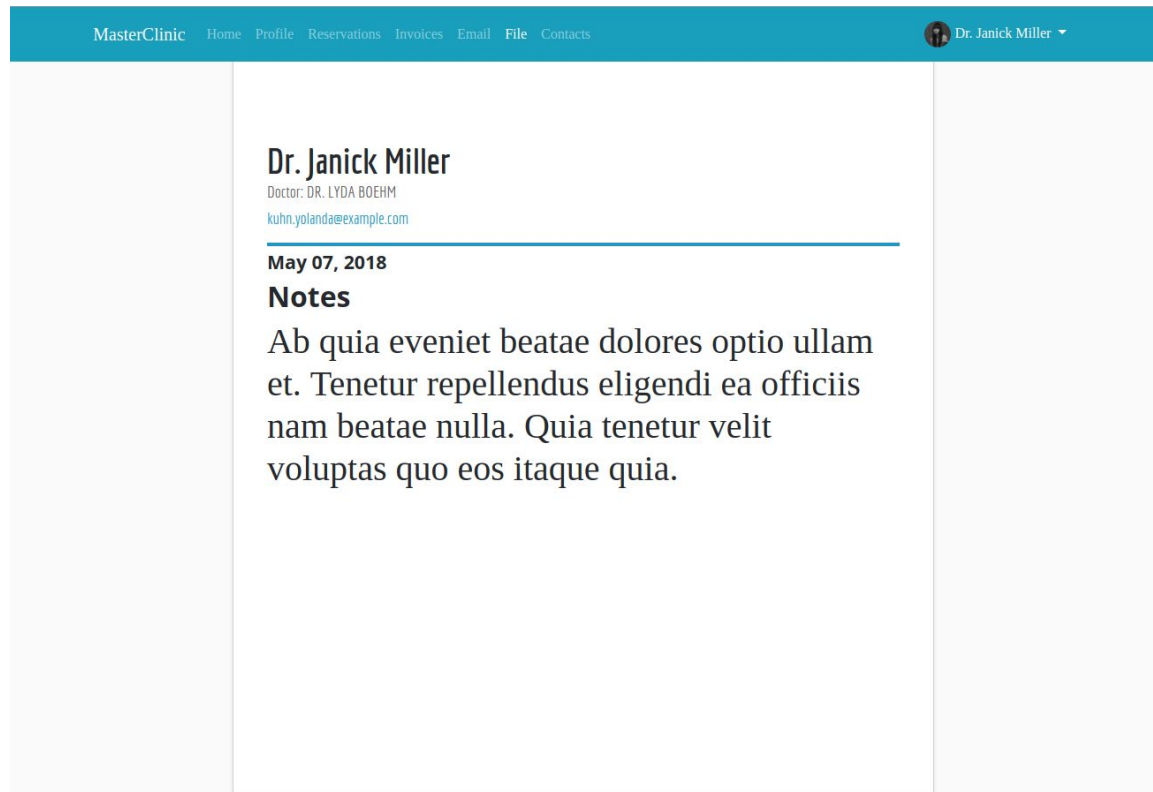 MasterClinic Home Profile Reservations Invoices Email File Contacts Dr. Janick Miller
Dr. Janick Miller
Doctor: DR. LYDA BOEHM
kuhn.yolanda@example.com
May 07, 2018
Notes
Ab quia eveniet beatae dolores optio ullam
et. Tenetur repellendus eligendi ea officiis
nam beatae nulla. Quia tenetur velit
voluptas quo eos itaque quia.